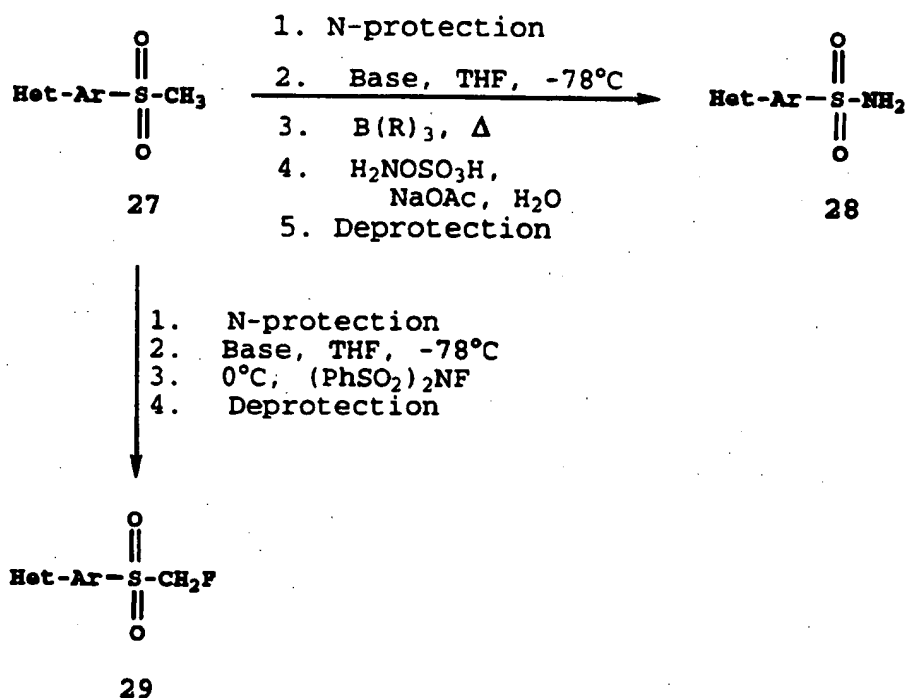 1. N-protection
2. Base, THF, -78°C
3. B(R)₃, Δ
4. H₂NOSO₃H,
NaOAc, H₂O
5. Deprotection
O
Het-Ar-S-CH₃
O
27
O
Het-Ar-S-NH₂
O
28
1. N-protection
2. Base, THF, -78°C
3. 0°C, (PhSO₂)₂NF
4. Deprotection
O
Het-Ar-S-CH₂F
O
29